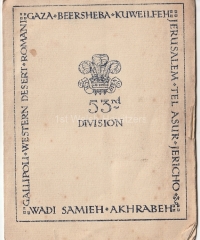 GAZA·BEERSHEBA·KUWEILFEH
JERUSALEM·TEL ASUR·JERICHO
WADI SAMIEH·AKHRABEH
GALLIPOLI·WESTERN DESERT·ROMANI
53rd
DIVISION